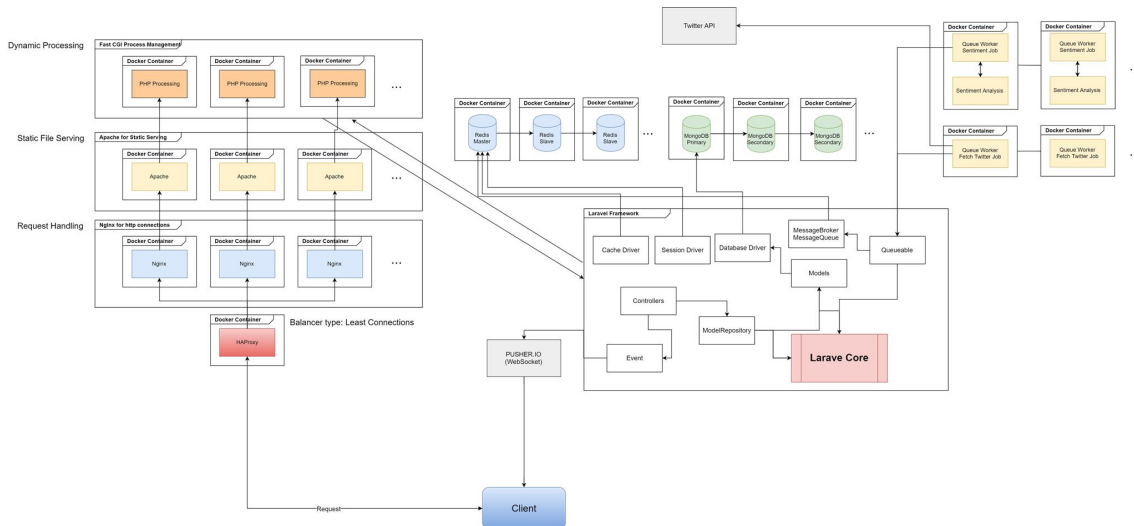 Twitter API
Docker Container
Queue Worker
Sentiment Job
Sentiment Analysis
Docker Container
Queue Worker
Sentiment Job
Sentiment Analysis
...
Dynamic Processing
Fast CGI Process Management
Docker Container
PHP Processing
Docker Container
PHP Processing
Docker Container
PHP Processing
...
Docker Container
Redis
Master
Docker Container
Redis
Slave
Docker Container
Redis
Slave
...
Docker Container
MongoDB
Primary
Docker Container
MongoDB
Secondary
Docker Container
MongoDB
Secondary
...
Docker Container
Queue Worker
Fetch Twitter Job
Docker Container
Queue Worker
Fetch Twitter Job
...
Static File Serving
Apache for Static Serving
Docker Container
Apache
Docker Container
Apache
Docker Container
Apache
...
Request Handling
Nginx for http connections
Docker Container
Nginx
Docker Container
Nginx
Docker Container
Nginx
...
Laravel Framework
Cache Driver
Session Driver
Database Driver
MessageBroker
MessageQueue
Queueable
Models
Controllers
ModelRepository
Event
Larave Core
Docker Container
HAProxy
Balancer type: Least Connections
PUSHER.IO
(WebSocket)
Request
Client